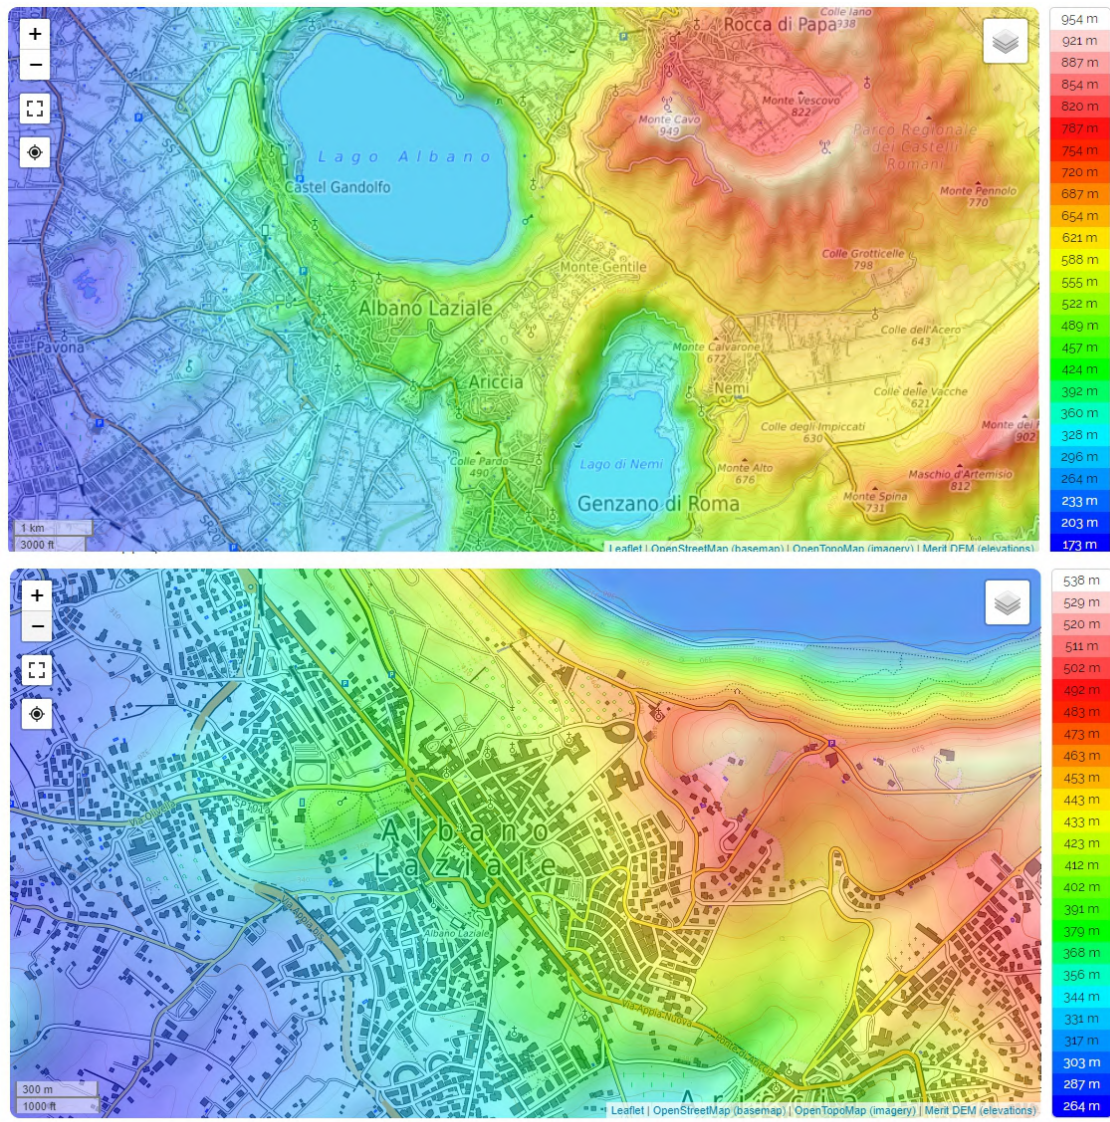 +
−
Colle Iano
938
Rocca di Papa
954 m
921 m
887 m
854 m
820 m
787 m
754 m
720 m
687 m
654 m
621 m
588 m
555 m
522 m
489 m
457 m
424 m
392 m
360 m
328 m
296 m
264 m
233 m
203 m
173 m
Monte Vescovo
822
Monte Cavo
949
Parco Regionale
dei Castelli
Romani
Lago Albano
Castel Gandolfo
Monte Pennolo
770
Colle Grotticelle
798
Monte Gentile
Albano Laziale
Colle dell'Acero
643
Pavona
Monte Calvarone
672
Ariccia
Nemi
Colle delle Vacche
621
Colle degli Impiccati
630
902
Colle Pardo
490
Lago di Nemi
Monte Alto
676
Maschio d'Artemisio
812
Genzano di Roma
Monte Spina
731
1 km
3000 ft
Leaflet | OpenStreetMap (basemap) | OpenTopoMap (imagery) | Merit DEM (elevations)
+
−
538 m
529 m
520 m
511 m
502 m
492 m
483 m
473 m
463 m
453 m
443 m
433 m
423 m
412 m
402 m
391 m
379 m
368 m
356 m
344 m
331 m
317 m
303 m
287 m
264 m
Albano
Laziale
Albano Laziale
Via Appia Nuova
300 m
1000 ft
Ariccia
Leaflet | OpenStreetMap (basemap) | OpenTopoMap (imagery) | Merit DEM (elevations)